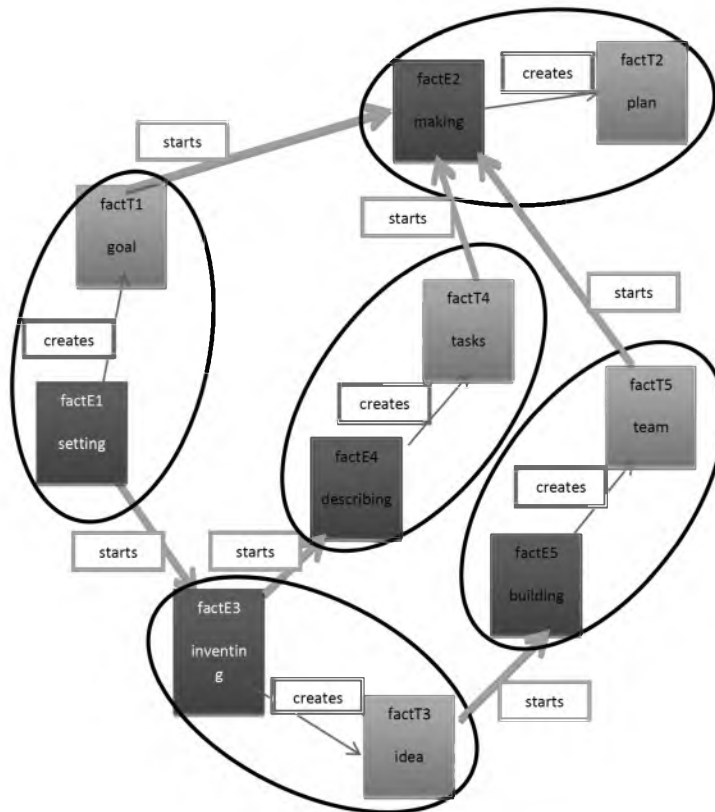 factE2
making
creates
factT2
plan
starts
factT1
goal
starts
creates
factT4
tasks
starts
factE1
setting
creates
factT5
team
factE4
describing
creates
starts
starts
factE5
building
factE3
inventin
g
creates
factT3
idea
starts